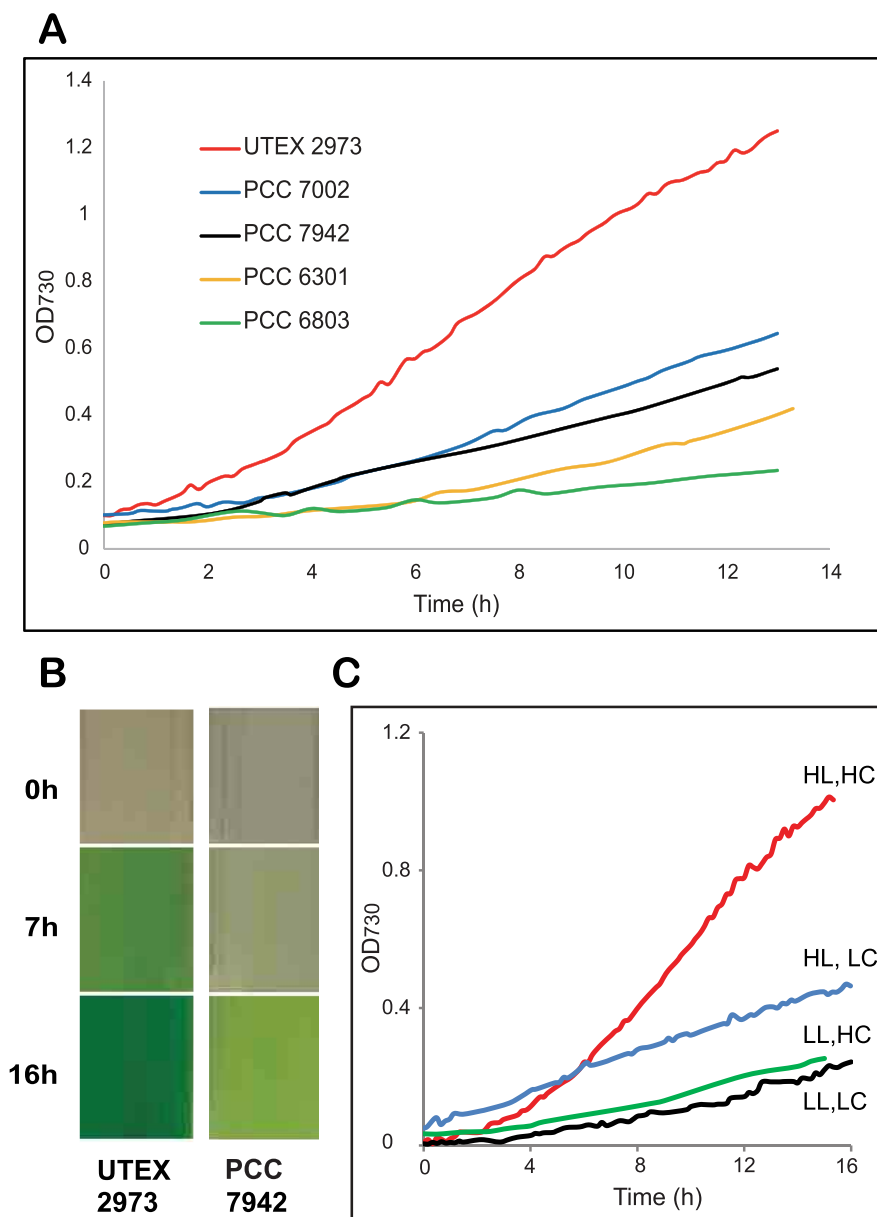 A
1.4
1.2
1
0.8
0.6
0.4
0.2
0
OD730
UTEX 2973
PCC 7002
PCC 7942
PCC 6301
PCC 6803
0 2 4 6 8 10 12 14
Time (h)
B
0h
7h
16h
UTEX 2973
PCC 7942
C
1.2
0.8
0.4
0
OD730
HL,HC
HL, LC
LL,HC
LL,LC
0 4 8 12 16
Time (h)